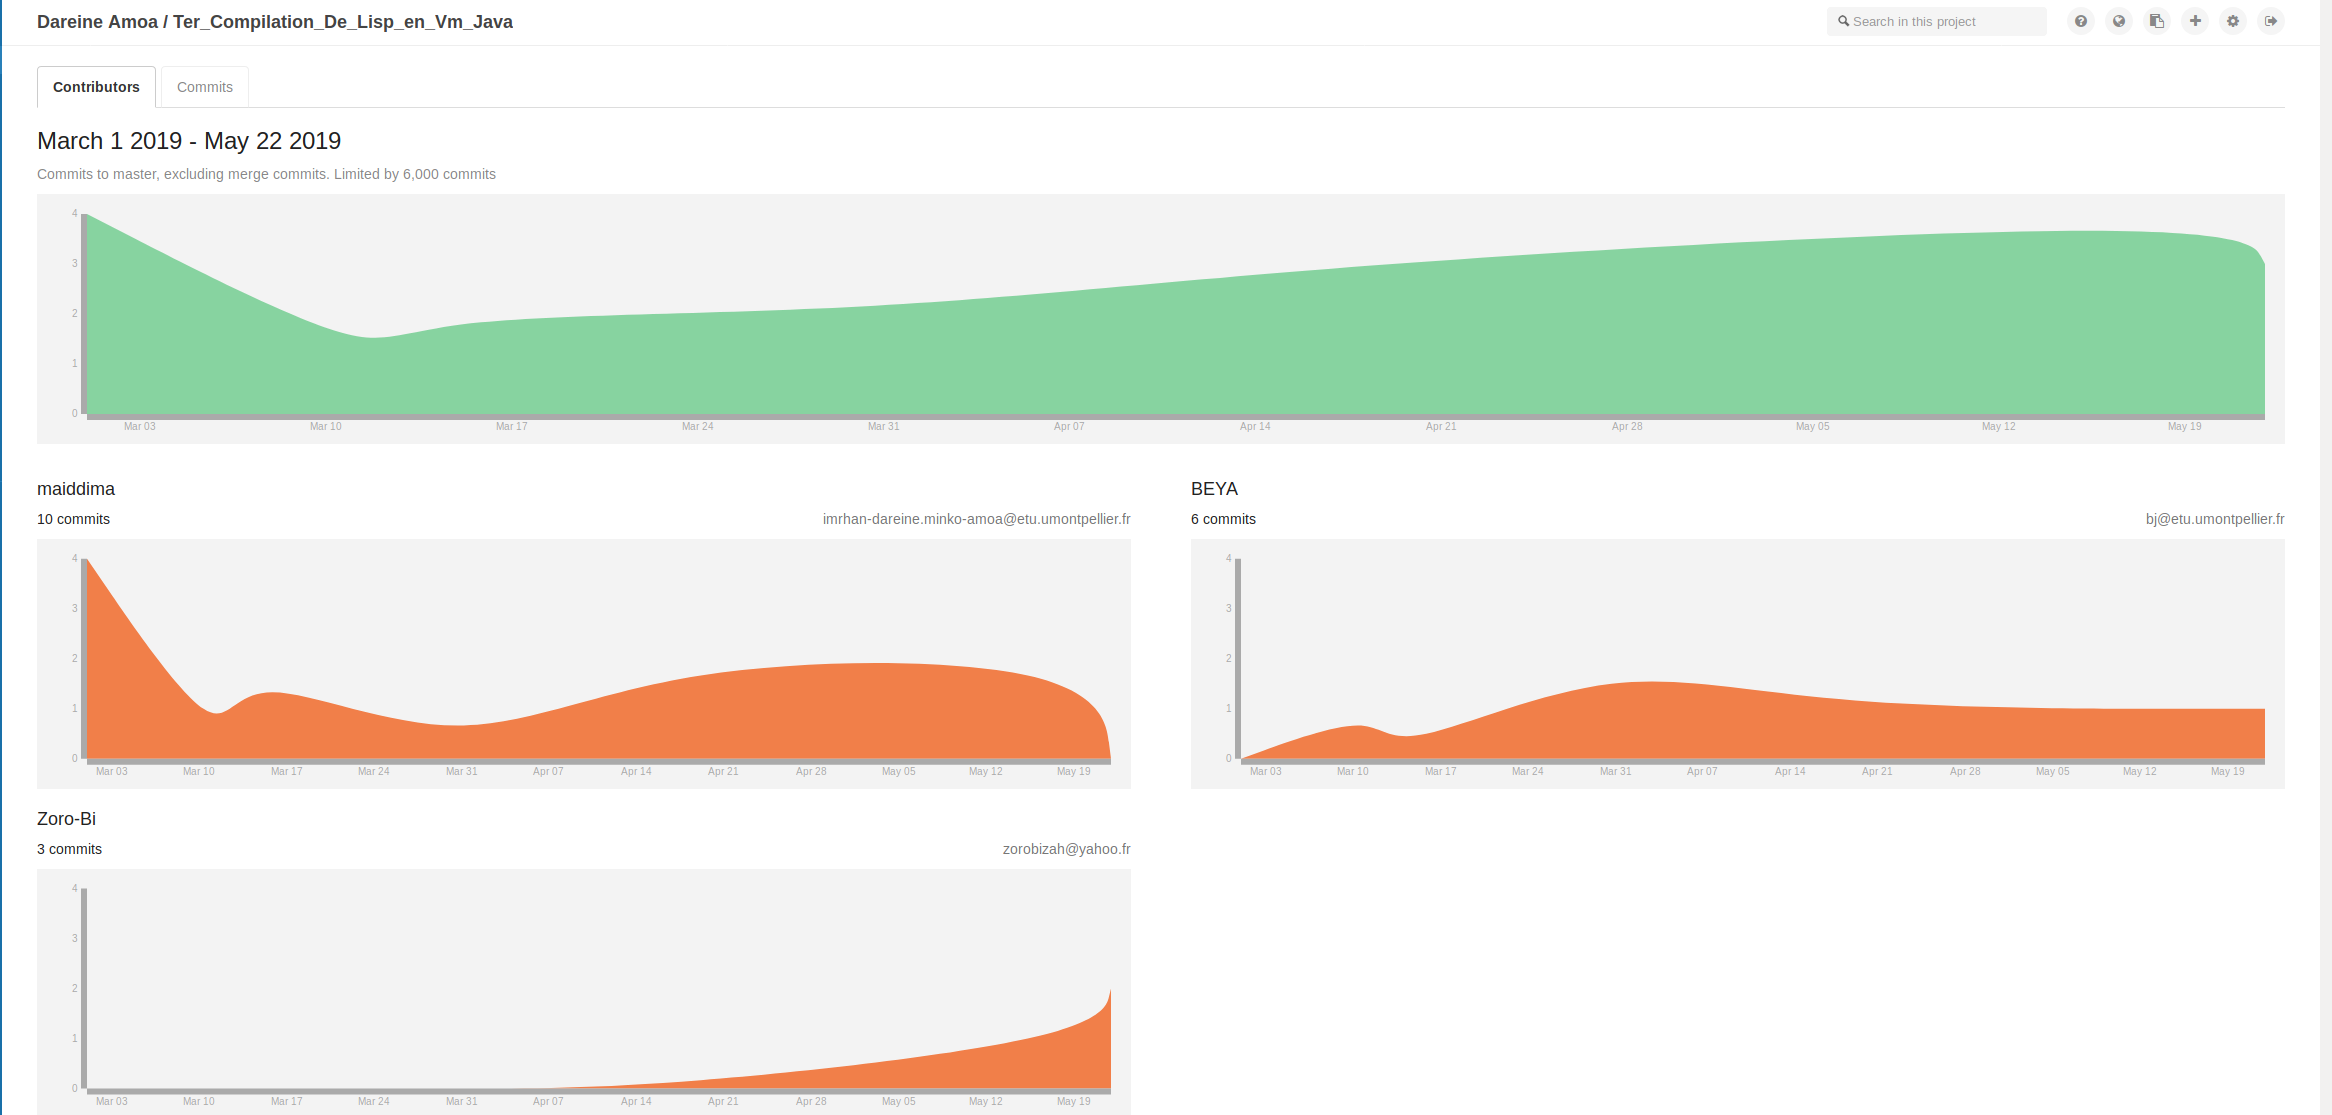 Dareine Amoa / Ter_Compilation_De_Lisp_en_Vm_Java
Search in this project
Contributors
Commits
March 1 2019 - May 22 2019
Commits to master, excluding merge commits. Limited by 6,000 commits
4
3
2
1
0
Mar 03 Mar 10 Mar 17 Mar 24 Mar 31 Apr 07 Apr 14 Apr 21 Apr 28 May 05 May 12 May 19
maiddima
10 commits imrhan-dareine.minko-amoa@etu.umontpellier.fr
4
3
2
1
0
Mar 03 Mar 10 Mar 17 Mar 24 Mar 31 Apr 07 Apr 14 Apr 21 Apr 28 May 05 May 12 May 19
BEYA
6 commits bj@etu.umontpellier.fr
4
3
2
1
0
Mar 03 Mar 10 Mar 17 Mar 24 Mar 31 Apr 07 Apr 14 Apr 21 Apr 28 May 05 May 12 May 19
Zoro-Bi
3 commits zorobizah@yahoo.fr
4
3
2
1
0
Mar 03 Mar 10 Mar 17 Mar 24 Mar 31 Apr 07 Apr 14 Apr 21 Apr 28 May 05 May 12 May 19